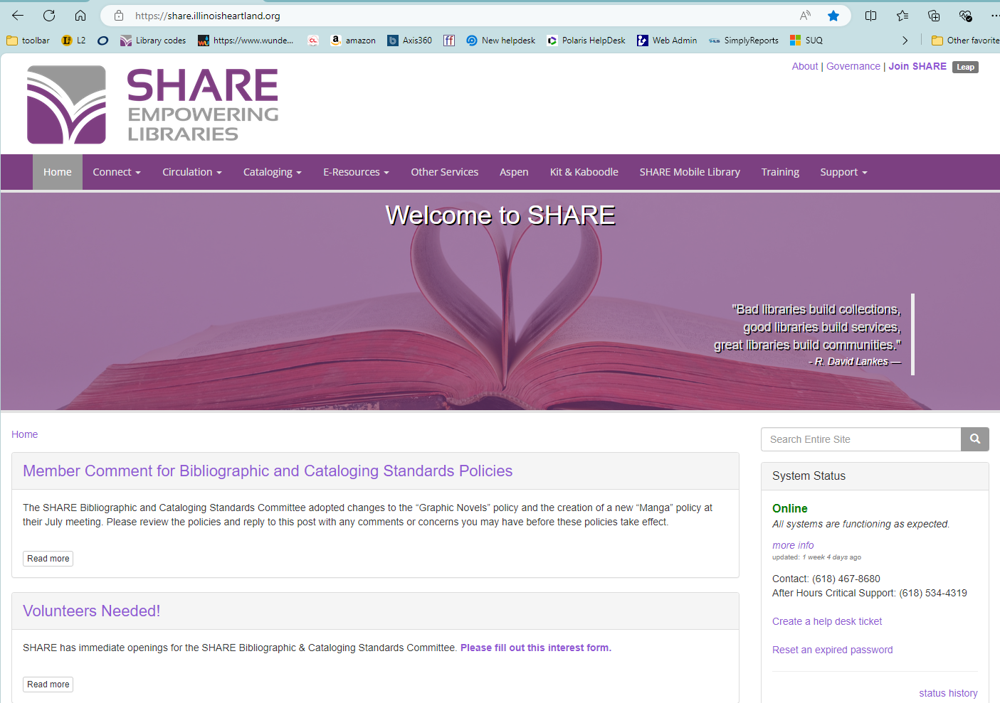 https://share.illinoisheartland.org
toolbar L2 Library codes https://www.wunde... CL amazon Axis360 ff New helpdesk Polaris HelpDesk Web Admin SimplyReports SUQ Other favorite
About | Governance | Join SHARE Leap
SHARE
EMPOWERING
LIBRARIES
Home Connect Circulation Cataloging E-Resources Other Services Aspen Kit & Kaboodle SHARE Mobile Library Training Support
Welcome to SHARE
"Bad libraries build collections,
good libraries build services,
great libraries build communities."
- R. David Lankes —
Home
Member Comment for Bibliographic and Cataloging Standards Policies
The SHARE Bibliographic and Cataloging Standards Committee adopted changes to the “Graphic Novels” policy and the creation of a new “Manga” policy at
their July meeting. Please review the policies and reply to this post with any comments or concerns you may have before these policies take effect.
Read more
Volunteers Needed!
SHARE has immediate openings for the SHARE Bibliographic & Cataloging Standards Committee. Please fill out this interest form.
Read more
Search Entire Site
System Status
Online
All systems are functioning as expected.
more info
updated: 1 week 4 days ago
Contact: (618) 467-8680
After Hours Critical Support: (618) 534-4319
Create a help desk ticket
Reset an expired password
status history